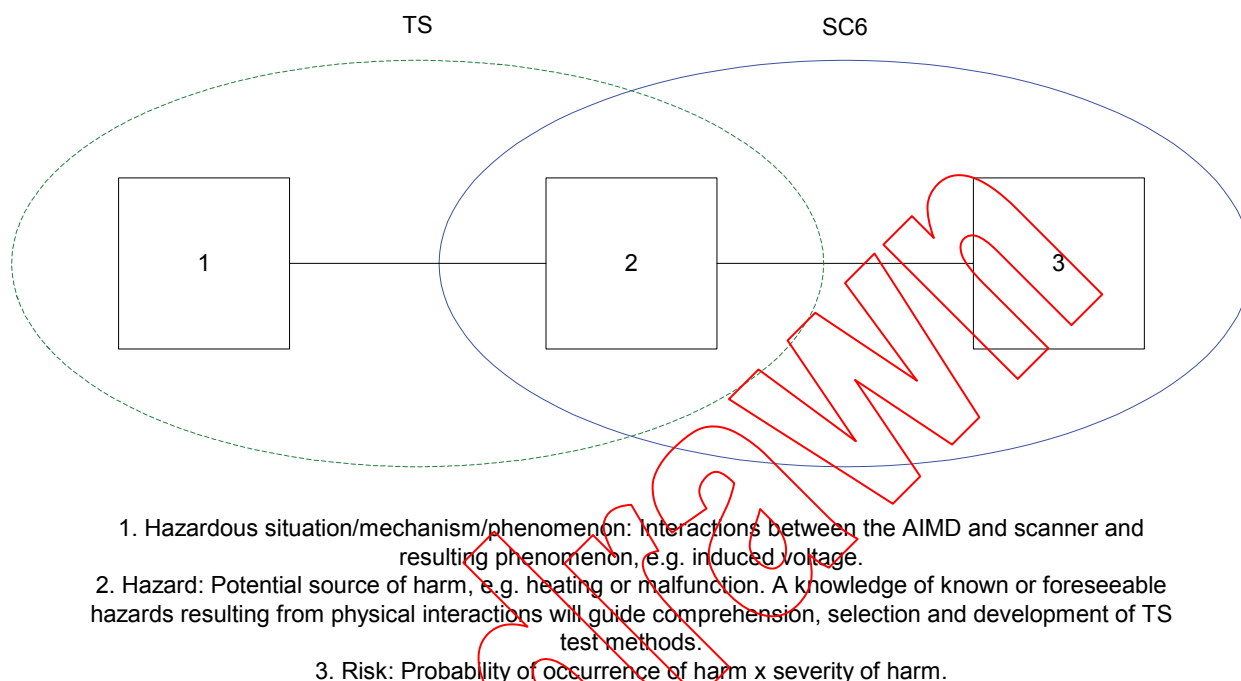 TS
SC6
1
2
3
1. Hazardous situation/mechanism/phenomenon: Interactions between the AIMD and scanner and
resulting phenomenon, e.g. induced voltage.
2. Hazard: Potential source of harm, e.g. heating or malfunction. A knowledge of known or foreseeable
hazards resulting from physical interactions will guide comprehension, selection and development of TS
test methods.
3. Risk: Probability of occurrence of harm x severity of harm.
drawn